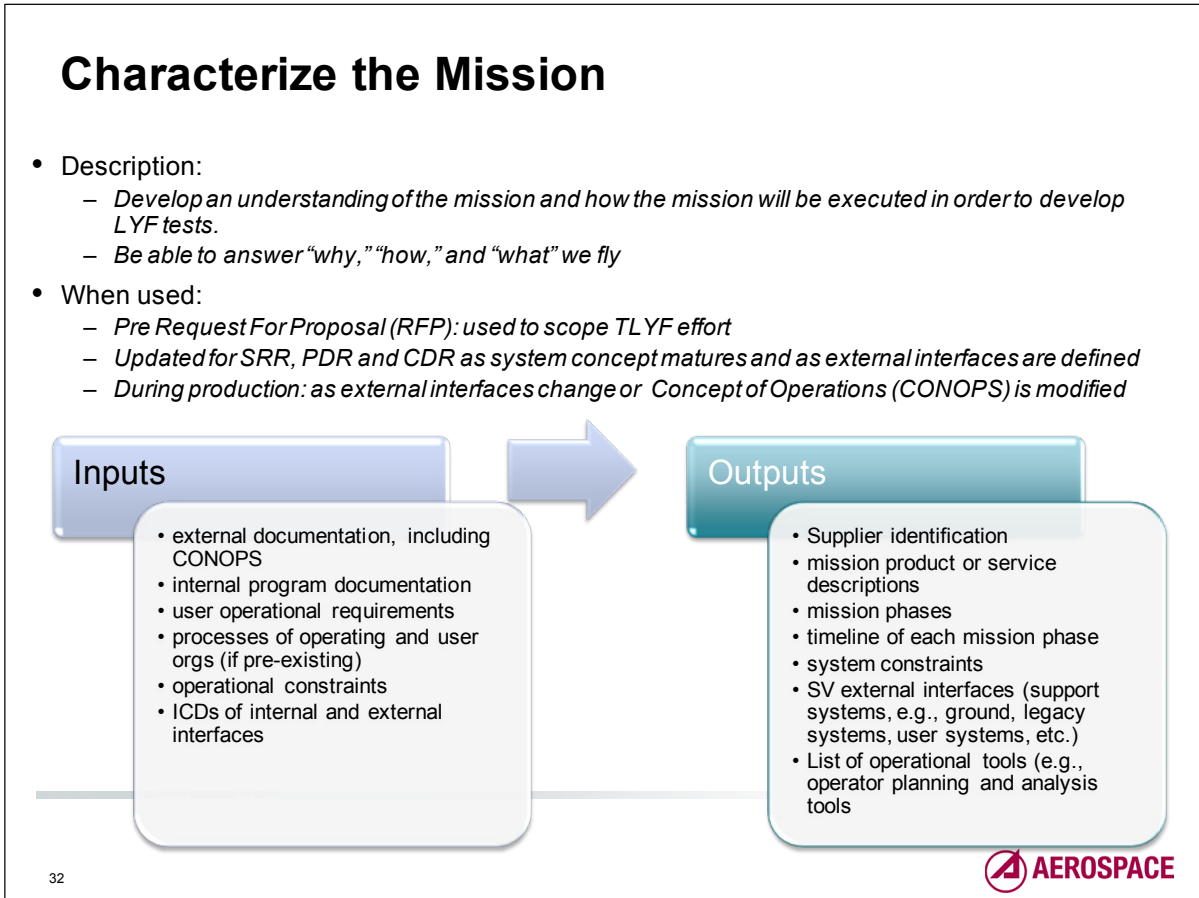 Characterize the Mission
• Description:
– Develop an understanding of the mission and how the mission will be executed in order to develop
LYF tests.
– Be able to answer “why,” “how,” and “what” we fly
• When used:
– Pre Request For Proposal (RFP): used to scope TLYF effort
– Updated for SRR, PDR and CDR as system concept matures and as external interfaces are defined
– During production: as external interfaces change or Concept of Operations (CONOPS) is modified
Inputs
• external documentation, including
CONOPS
• internal program documentation
• user operational requirements
• processes of operating and user
orgs (if pre-existing)
• operational constraints
• ICDs of internal and external
interfaces
Outputs
• Supplier identification
• mission product or service
descriptions
• mission phases
• timeline of each mission phase
• system constraints
• SV external interfaces (support
systems, e.g., ground, legacy
systems, user systems, etc.)
• List of operational tools (e.g.,
operator planning and analysis
tools
32
AEROSPACE